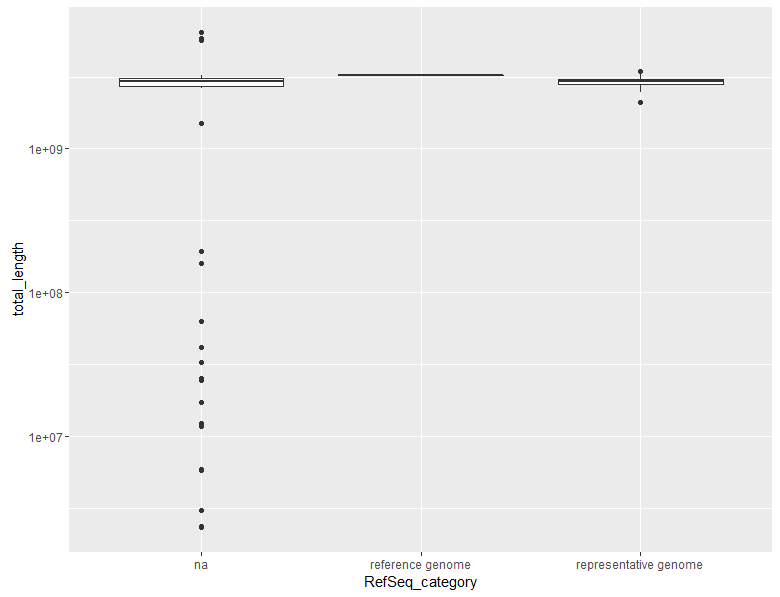 total_length
1e+09
1e+08
1e+07
na
reference genome
representative genome
RefSeq_category